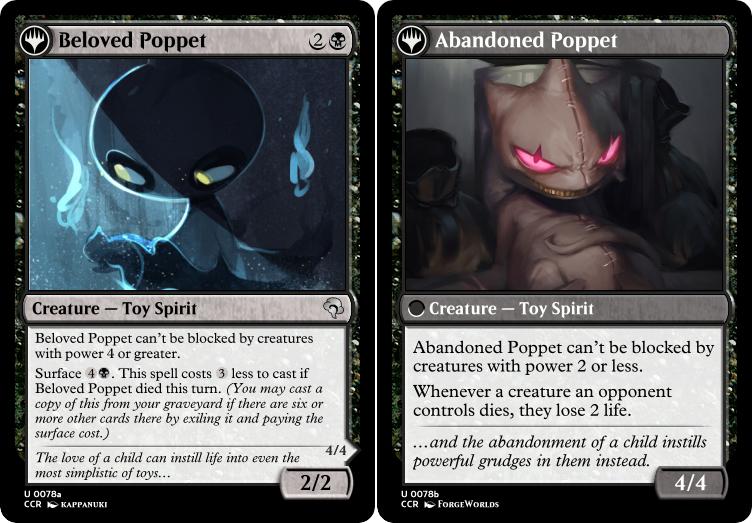 Beloved Poppet
2
Creature — Toy Spirit
Beloved Poppet can't be blocked by creatures
with power 4 or greater.
Surface 4. This spell costs 3 less to cast if
Beloved Poppet died this turn. (You may cast a
copy of this from your graveyard if there are six or
more other cards there by exiling it and paying the
surface cost.)
The love of a child can instill life into even the
most simplistic of toys…
4/4
2/2
U 0078a
CCR KAPPANUKI
Abandoned Poppet
Creature — Toy Spirit
Abandoned Poppet can't be blocked by
creatures with power 2 or less.
Whenever a creature an opponent
controls dies, they lose 2 life.
…and the abandonment of a child instills
powerful grudges in them instead.
4/4
U 0078b
CCR FORGEWORLDS